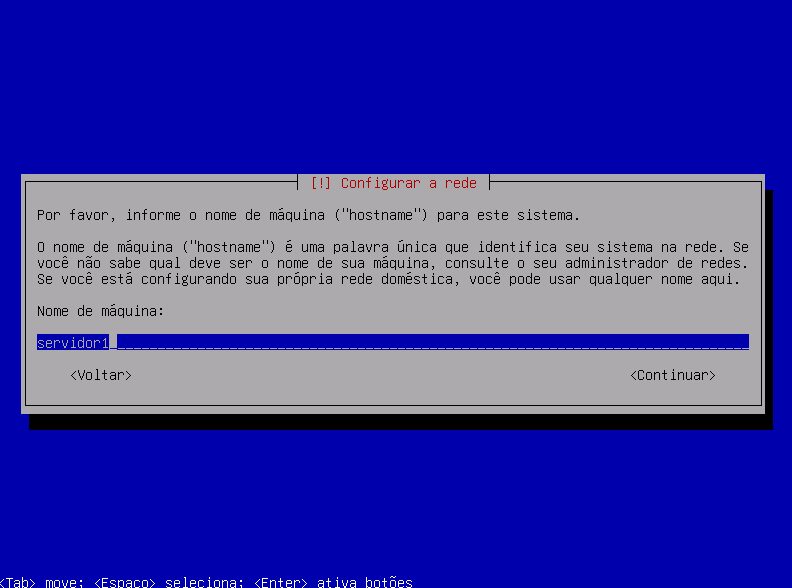 [!] Configurar a rede
Por favor, informe o nome de máquina ("hostname") para este sistema.
O nome de máquina ("hostname") é uma palavra única que identifica seu sistema na rede. Se
você não sabe qual deve ser o nome de sua máquina, consulte o seu administrador de redes.
Se você está configurando sua própria rede doméstica, você pode usar qualquer nome aqui.
Nome de máquina:
servidor1
<Voltar> <Continuar>
<Tab> move; <Espaço> seleciona; <Enter> ativa botões